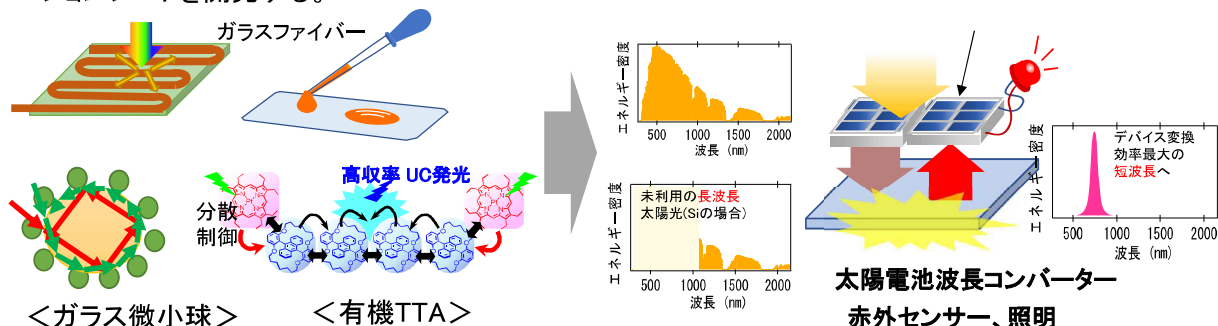 ガラスファイバー
高収率 UC発光
分散
制御
<ガラス微小球>
<有機TTA>
エネルギー密度
500 1000 1500 2000
波長 (nm)
エネルギー密度
未利用の長波長
太陽光(Siの場合)
500 1000 1500 2000
波長 (nm)
エネルギー密度
デバイス変換
効率最大の
短波長へ
500 1000 1500 2000
波長 (nm)
太陽電池波長コンバーター
赤外センサー、照明